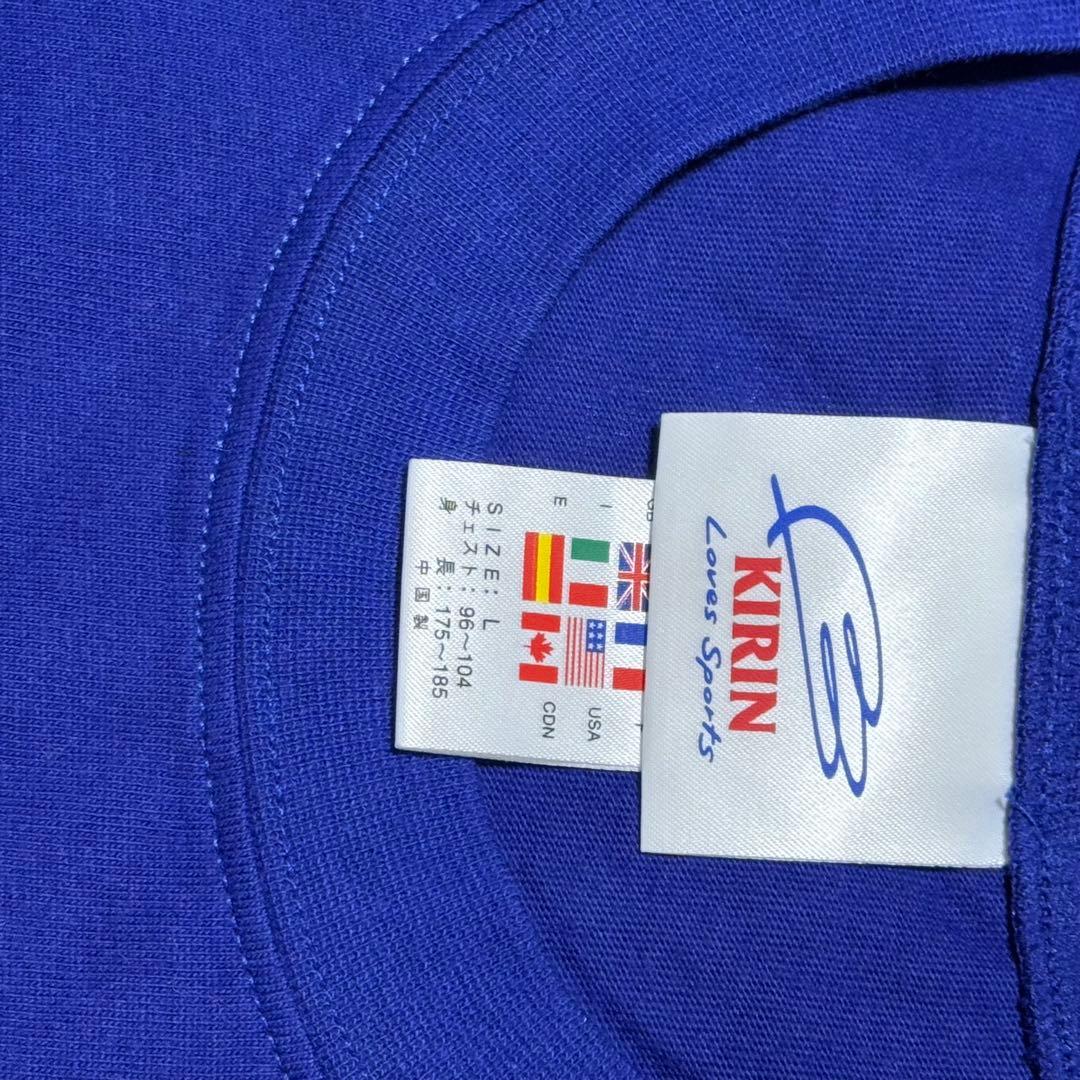 KIRIN
Loves Sports
I USA
E CDN
SIZE: L
チェスト: 96~104
身 長: 175~185
中国製